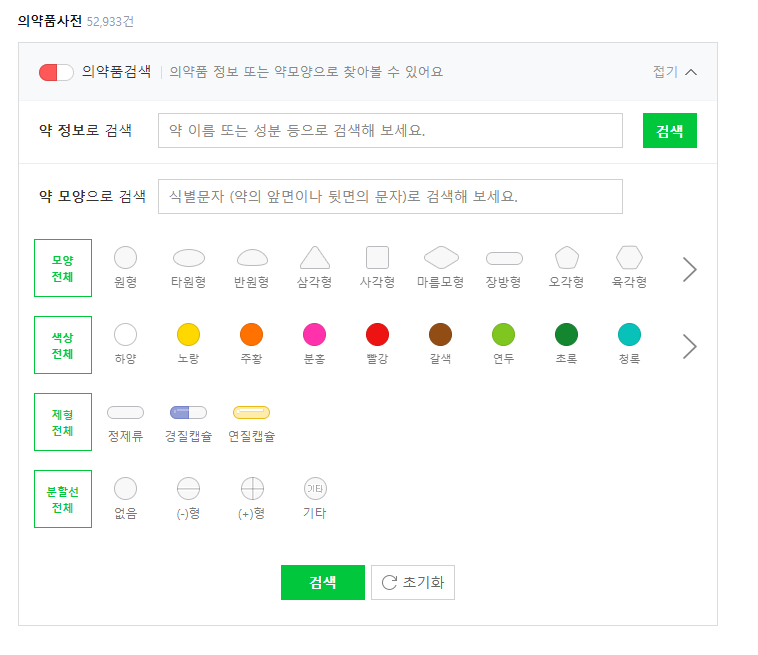 의약품사전 52,933건
의약품검색 | 의약품 정보 또는 약모양으로 찾아볼 수 있어요 접기
약 정보로 검색 약 이름 또는 성분 등으로 검색해 보세요. 검색
약 모양으로 검색 식별문자 (약의 앞면이나 뒷면의 문자)로 검색해 보세요.
모양
전체
원형 타원형 반원형 삼각형 사각형 마름모형 장방형 오각형 육각형
색상
전체
하양 노랑 주황 분홍 빨강 갈색 연두 초록 청록
제형
전체
정제류 경질캡슐 연질캡슐
분할선
전체
기타
없음 (-)형 (+)형 기타
검색 초기화